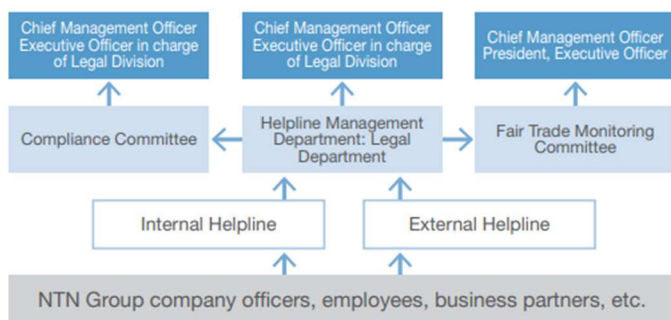 Chief Management Officer
Executive Officer in charge
of Legal Division
Chief Management Officer
Executive Officer in charge
of Legal Division
Chief Management Officer
President, Executive Officer
Compliance Committee
Helpline Management
Department: Legal
Department
Fair Trade Monitoring
Committee
Internal Helpline
External Helpline
NTN Group company officers, employees, business partners, etc.